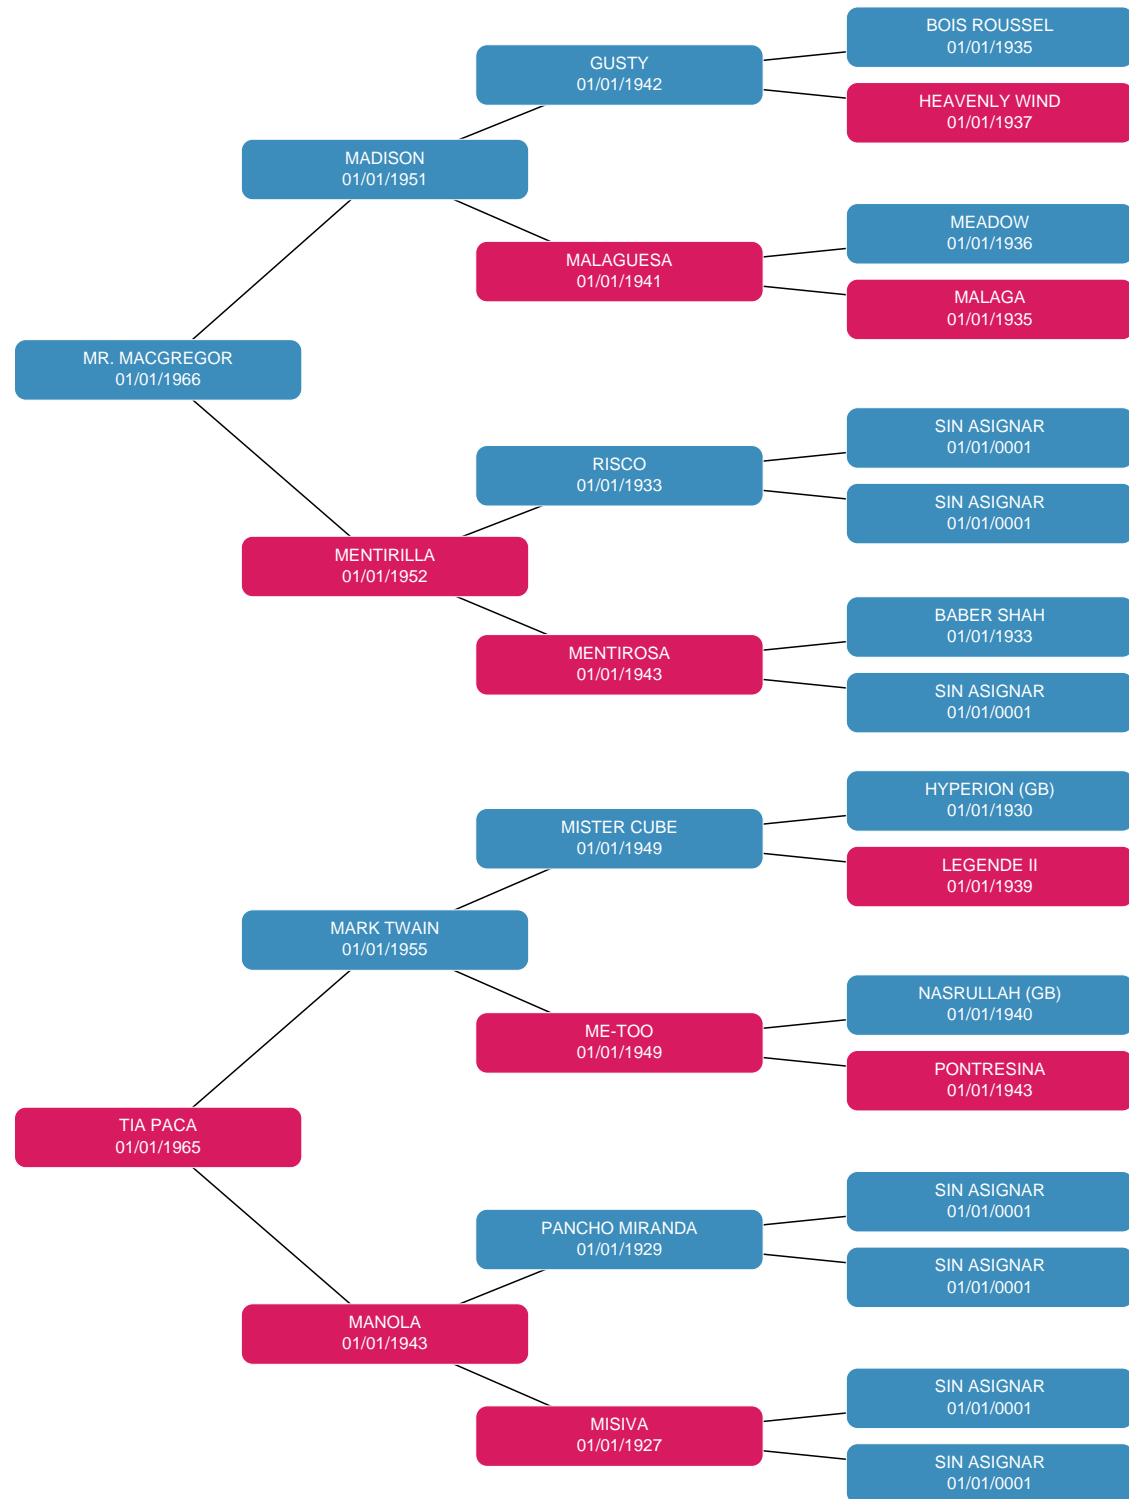 BOIS ROUSSEL
01/01/1935
GUSTY
01/01/1942
HEAVENLY WIND
01/01/1937
MADISON
01/01/1951
MEADOW
01/01/1936
MALAGUESA
01/01/1941
MALAGA
01/01/1935
MR. MACGREGOR
01/01/1966
SIN ASIGNAR
01/01/0001
RISCO
01/01/1933
SIN ASIGNAR
01/01/0001
MENTIRILLA
01/01/1952
BABER SHAH
01/01/1933
MENTIROSA
01/01/1943
SIN ASIGNAR
01/01/0001
HYPERION (GB)
01/01/1930
MISTER CUBE
01/01/1949
LEGENDE II
01/01/1939
MARK TWAIN
01/01/1955
NASRULLAH (GB)
01/01/1940
ME-TOO
01/01/1949
PONTRESINA
01/01/1943
TIA PACA
01/01/1965
SIN ASIGNAR
01/01/0001
PANCHO MIRANDA
01/01/1929
SIN ASIGNAR
01/01/0001
MANOLA
01/01/1943
SIN ASIGNAR
01/01/0001
MISIVA
01/01/1927
SIN ASIGNAR
01/01/0001